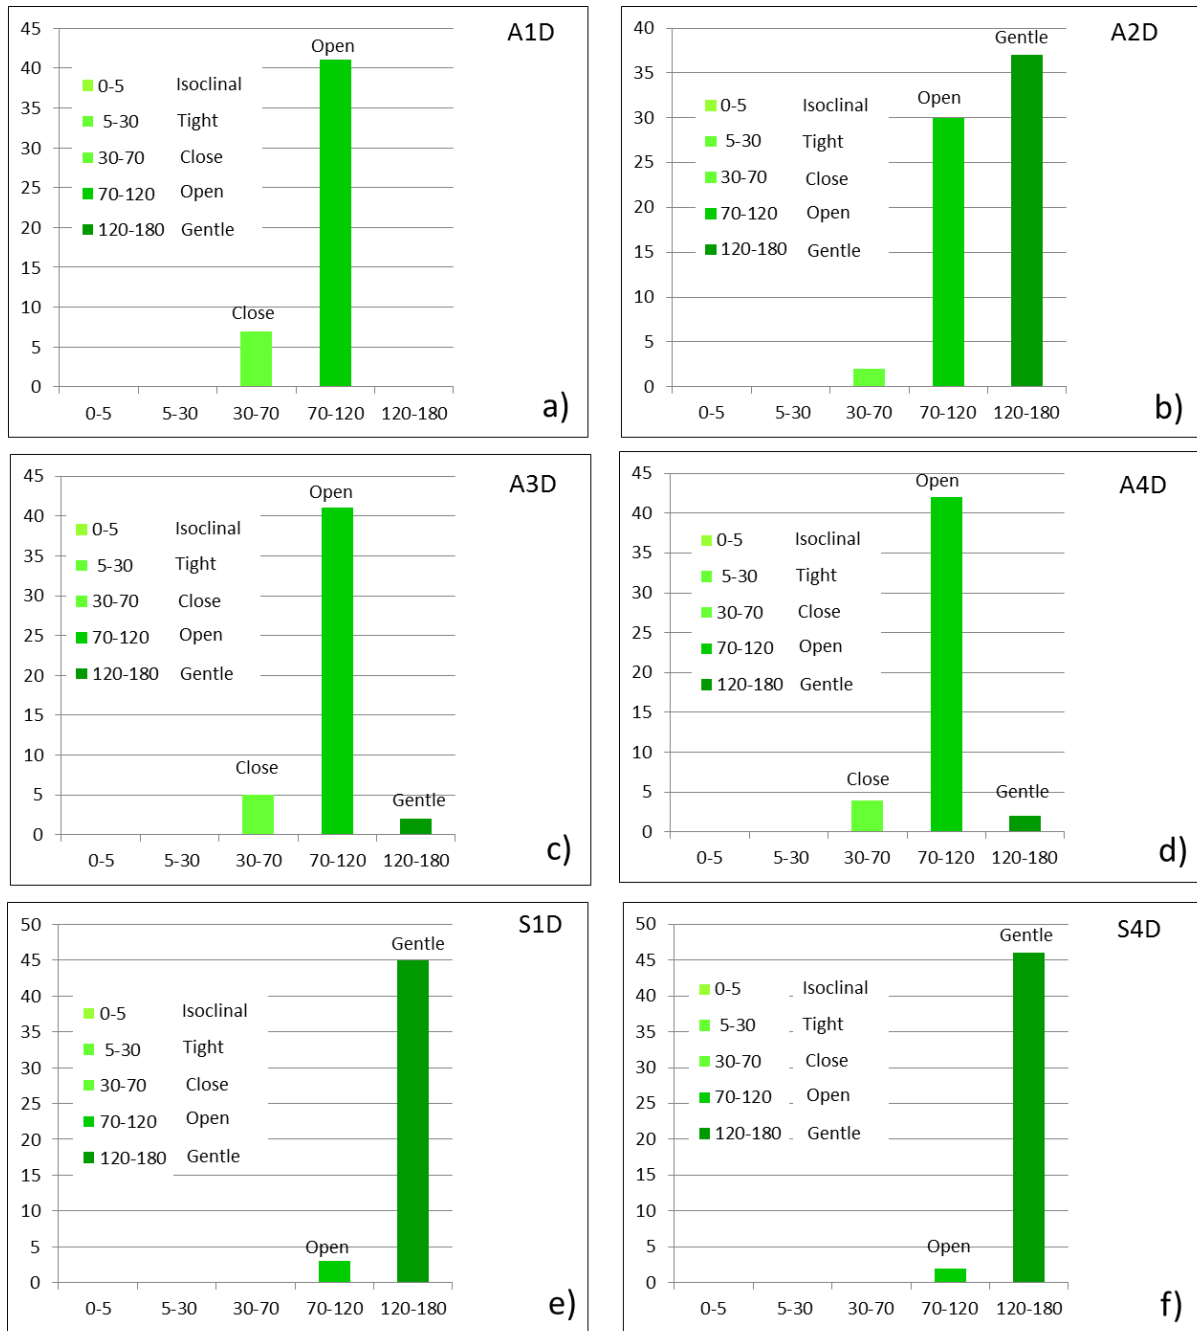 A1D
45
40
35
30
25
20
15
10
5
0
Open
Close
0-5 Isoclinal
5-30 Tight
30-70 Close
70-120 Open
120-180 Gentle
0-5 5-30 30-70 70-120 120-180
a)
A2D
40
35
30
25
20
15
10
5
0
Gentle
Open
0-5 Isoclinal
5-30 Tight
30-70 Close
70-120 Open
120-180 Gentle
0-5 5-30 30-70 70-120 120-180
b)
A3D
45
40
35
30
25
20
15
10
5
0
Open
Close
Gentle
0-5 Isoclinal
5-30 Tight
30-70 Close
70-120 Open
120-180 Gentle
0-5 5-30 30-70 70-120 120-180
c)
A4D
45
40
35
30
25
20
15
10
5
0
Open
Close
Gentle
0-5 Isoclinal
5-30 Tight
30-70 Close
70-120 Open
120-180 Gentle
0-5 5-30 30-70 70-120 120-180
d)
S1D
50
45
40
35
30
25
20
15
10
5
0
Gentle
Open
0-5 Isoclinal
5-30 Tight
30-70 Close
70-120 Open
120-180 Gentle
0-5 5-30 30-70 70-120 120-180
e)
S4D
50
45
40
35
30
25
20
15
10
5
0
Gentle
Open
0-5 Isoclinal
5-30 Tight
30-70 Close
70-120 Open
120-180 Gentle
0-5 5-30 30-70 70-120 120-180
f)